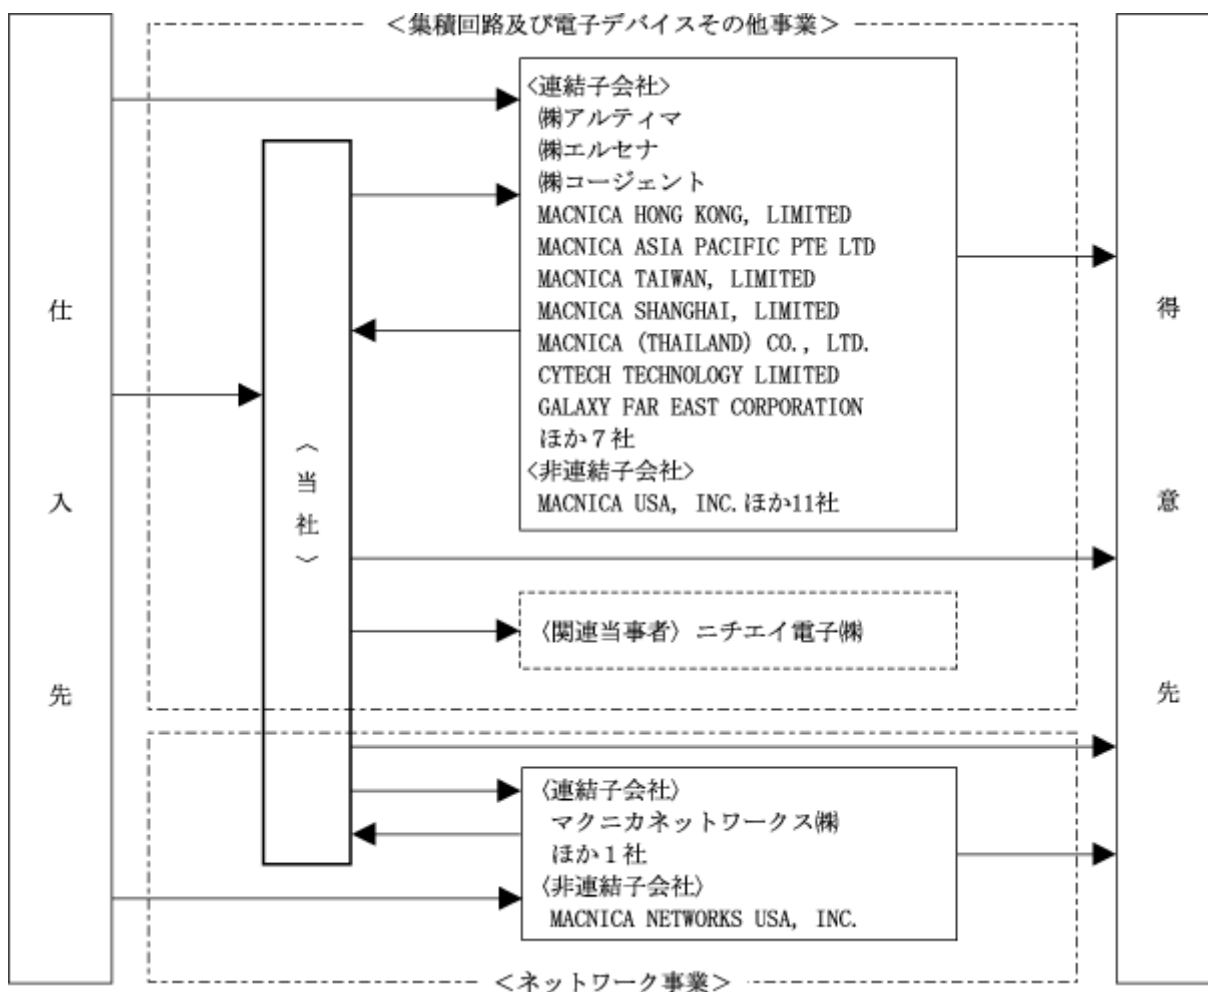 ＜集積回路及び電子デバイスその他事業＞
仕入先
〈当社〉
<連結子会社>
㈱アルティマ
㈱エルセナ
㈱コージェント
MACNICA HONG KONG, LIMITED
MACNICA ASIA PACIFIC PTE LTD
MACNICA TAIWAN, LIMITED
MACNICA SHANGHAI, LIMITED
MACNICA (THAILAND) CO., LTD.
CYTECH TECHNOLOGY LIMITED
GALAXY FAR EAST CORPORATION
ほか７社
<非連結子会社>
MACNICA USA, INC.ほか11社
〈関連当事者〉ニチエイ電子㈱
〈連結子会社〉
マクニカネットワークス㈱
ほか１社
〈非連結子会社〉
MACNICA NETWORKS USA, INC.
＜ネットワーク事業＞
得意先